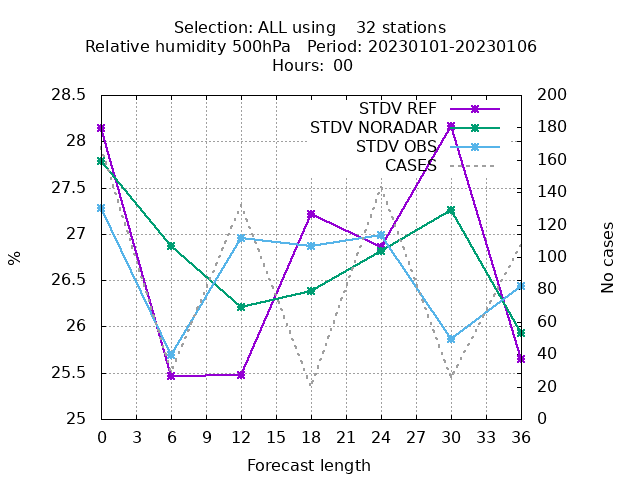 Selection: ALL using    32 stations
Relative humidity 500hPa   Period: 20230101-20230106
Hours:  00
STDV REF
STDV NORADAR
STDV OBS
CASES
28.5
28
27.5
27
26.5
26
25.5
25
%
200
180
160
140
120
100
80
60
40
20
0
No cases
0 3 6 9 12 15 18 21 24 27 30 33 36
Forecast length